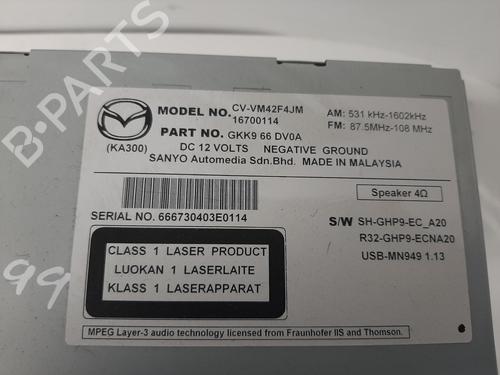 MODEL NO. CV-VM42F4JM
16700114
AM: 531 kHz-1602kHz
FM: 87.5MHz-108 MHz
PART NO. GKK9 66 DV0A
(KA300)
DC 12 VOLTS NEGATIVE GROUND
SANYO Automedia Sdn.Bhd. MADE IN MALAYSIA
Speaker 4Ω
SERIAL NO. 666730403E0114
S/W SH-GHP9-EC_A20
R32-GHP9-ECNA20
USB-MN949 1.13
CLASS 1 LASER PRODUCT
LUOKAN 1 LASERLAITE
KLASS 1 LASERAPPARAT
MPEG Layer-3 audio technology licensed from Fraunhofer IIS and Thomson.